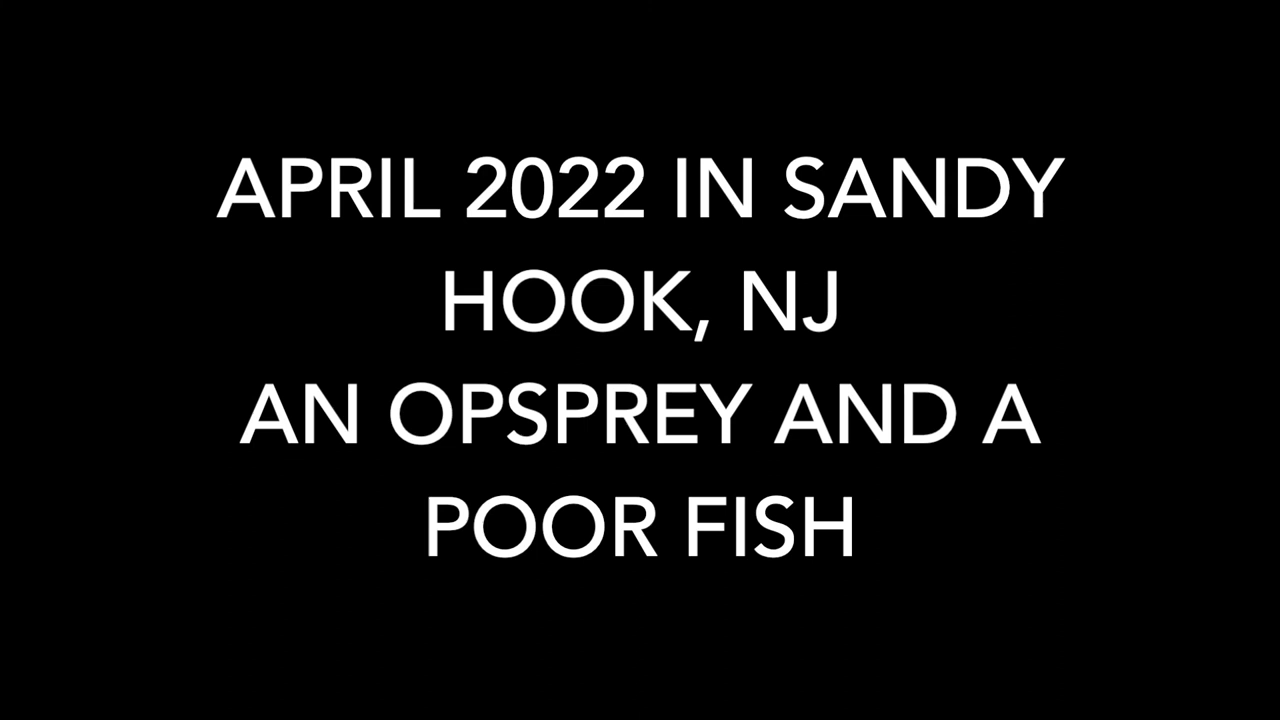 APRIL 2022 IN SANDY
HOOK, NJ
AN OPSPREY AND A
POOR FISH